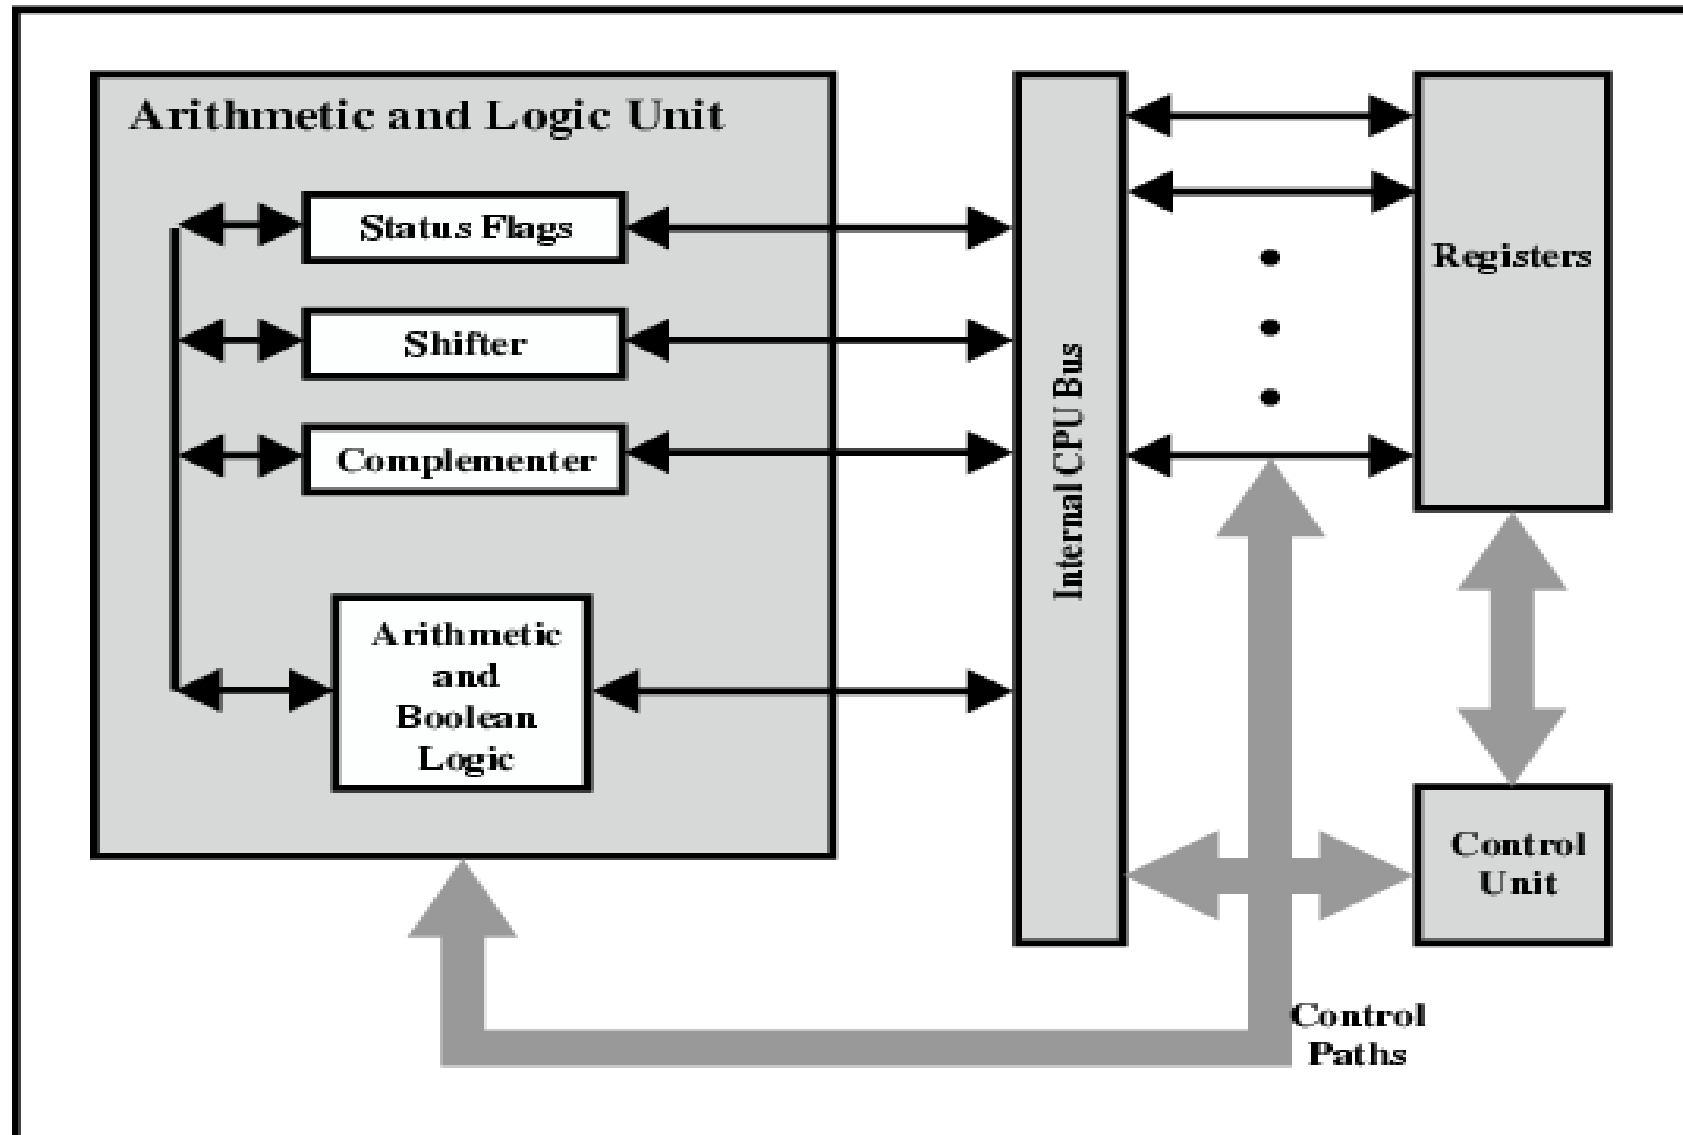 Arithmetic and Logic Unit
Status Flags
Shifter
Complementer
Arithmetic
and
Boolean
Logic
Internal CPU Bus
Registers
Control
Unit
Control
Paths